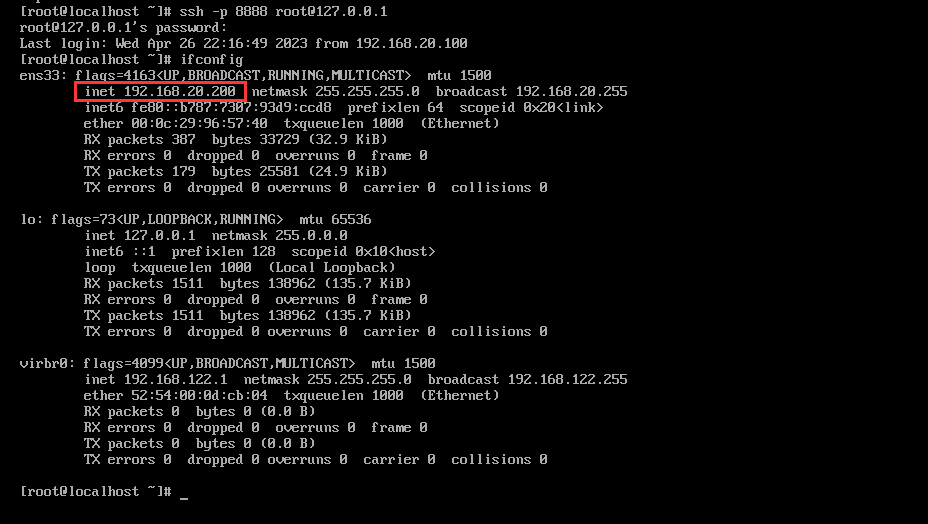 [root@localhost ~]# ssh -p 8888 root@127.0.0.1
root@127.0.0.1's password:
Last login: Wed Apr 26 22:16:49 2023 from 192.168.20.100
[root@localhost ~]# ifconfig
ens33: flags=4163<UP,BROADCAST,RUNNING,MULTICAST>  mtu 1500
        inet 192.168.20.200  netmask 255.255.255.0  broadcast 192.168.20.255
        inet6 fe80::b787:7307:93d9:ccd8  prefixlen 64  scopeid 0x20<link>
        ether 00:0c:29:96:57:40  txqueuelen 1000  (Ethernet)
        RX packets 387  bytes 33729 (32.9 KiB)
        RX errors 0  dropped 0  overruns 0  frame 0
        TX packets 179  bytes 25581 (24.9 KiB)
        TX errors 0  dropped 0 overruns 0  carrier 0  collisions 0
lo: flags=73<UP,LOOPBACK,RUNNING>  mtu 65536
        inet 127.0.0.1  netmask 255.0.0.0
        inet6 ::1  prefixlen 128  scopeid 0x10<host>
        loop  txqueuelen 1000  (Local Loopback)
        RX packets 1511  bytes 138962 (135.7 KiB)
        RX errors 0  dropped 0  overruns 0  frame 0
        TX packets 1511  bytes 138962 (135.7 KiB)
        TX errors 0  dropped 0 overruns 0  carrier 0  collisions 0
virbr0: flags=4099<UP,BROADCAST,MULTICAST>  mtu 1500
        inet 192.168.122.1  netmask 255.255.255.0  broadcast 192.168.122.255
        ether 52:54:00:0d:cb:04  txqueuelen 1000  (Ethernet)
        RX packets 0  bytes 0 (0.0 B)
        RX errors 0  dropped 0  overruns 0  frame 0
        TX packets 0  bytes 0 (0.0 B)
        TX errors 0  dropped 0 overruns 0  carrier 0  collisions 0
[root@localhost ~]# _